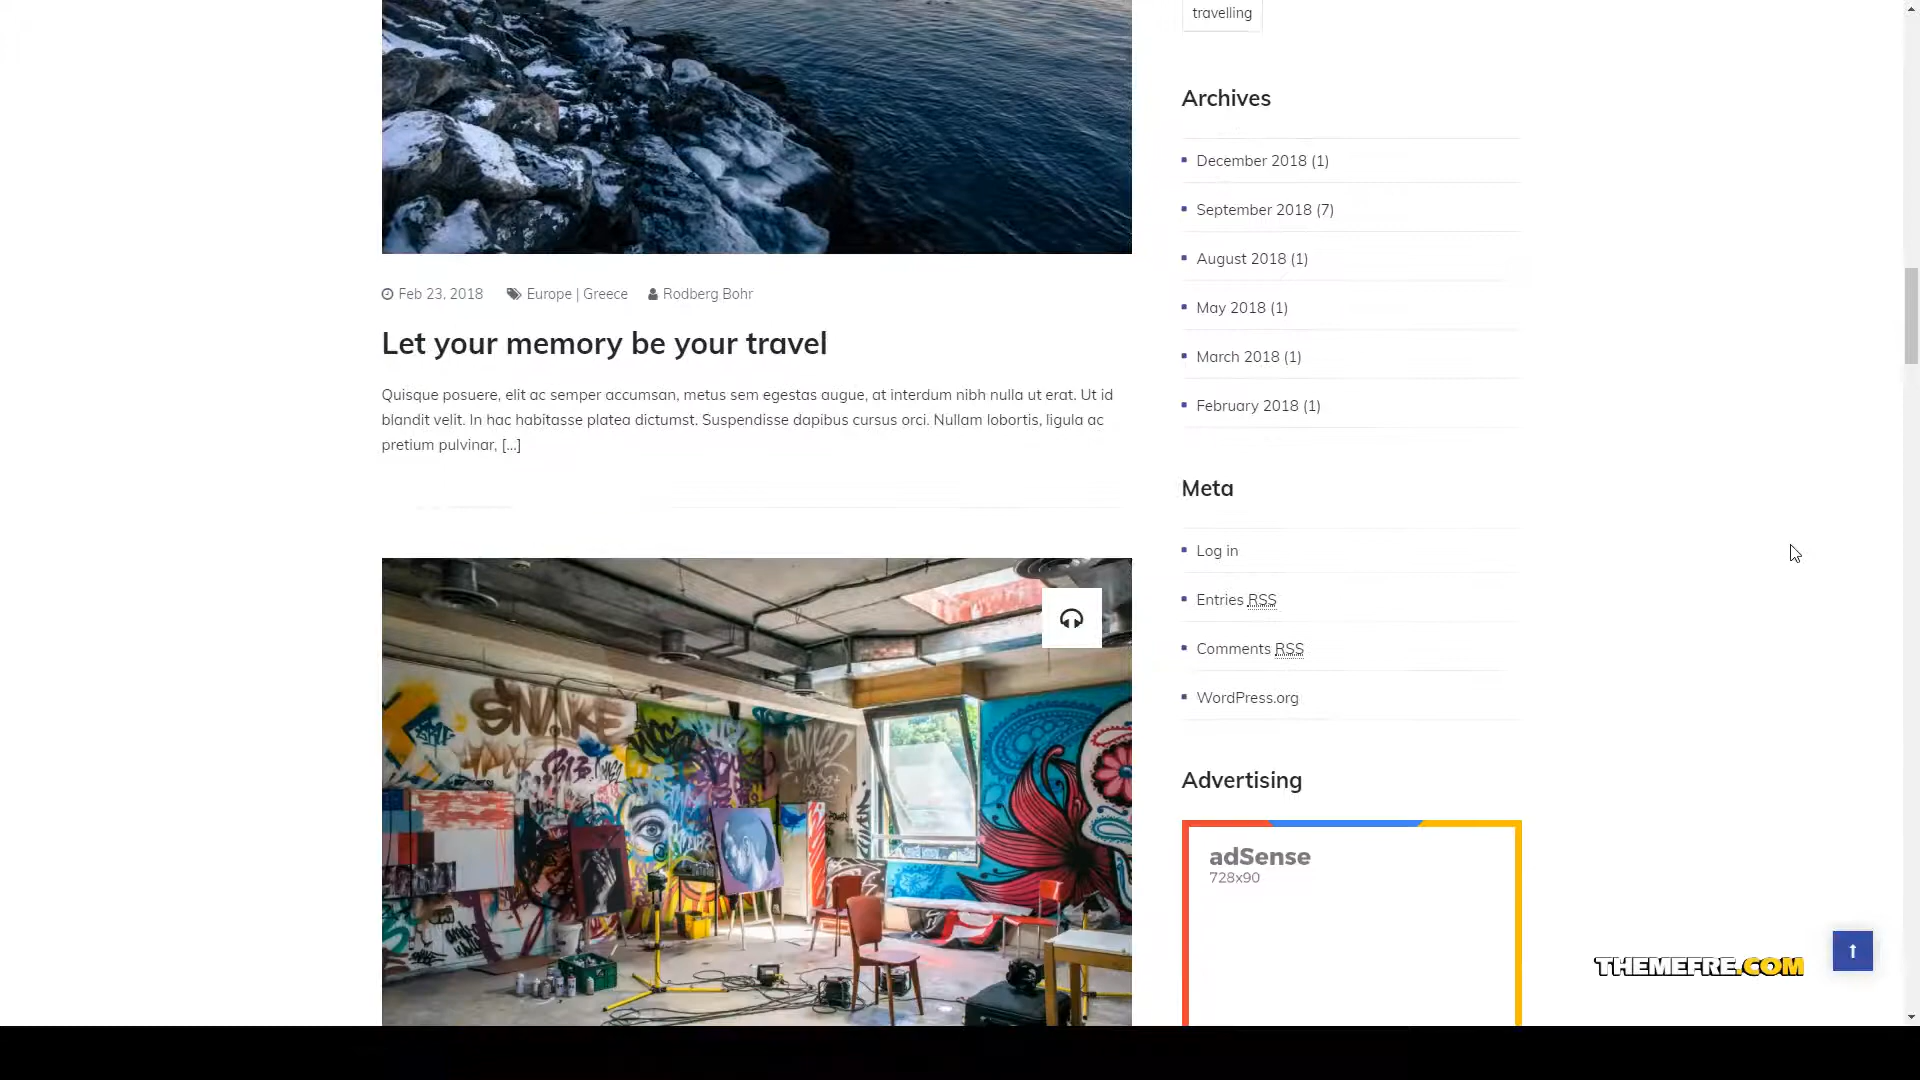 travelling
Archives
December 2018 (1)
September 2018 (7)
August 2018 (1)
May 2018 (1)
March 2018 (1)
February 2018 (1)
Feb 23, 2018 Europe | Greece Rodberg Bohr
Let your memory be your travel
Quisque posuere, elit ac semper accumsan, metus sem egestas augue, at interdum nibh nulla ut erat. Ut id
blandit velit. In hac habitasse platea dictumst. Suspendisse dapibus cursus orci. Nullam lobortis, ligula ac
pretium pulvinar, [...]
Meta
Log in
Entries RSS
Comments RSS
WordPress.org
SNAKE
Advertising
adSense
728x90
THEMEFRE.COM